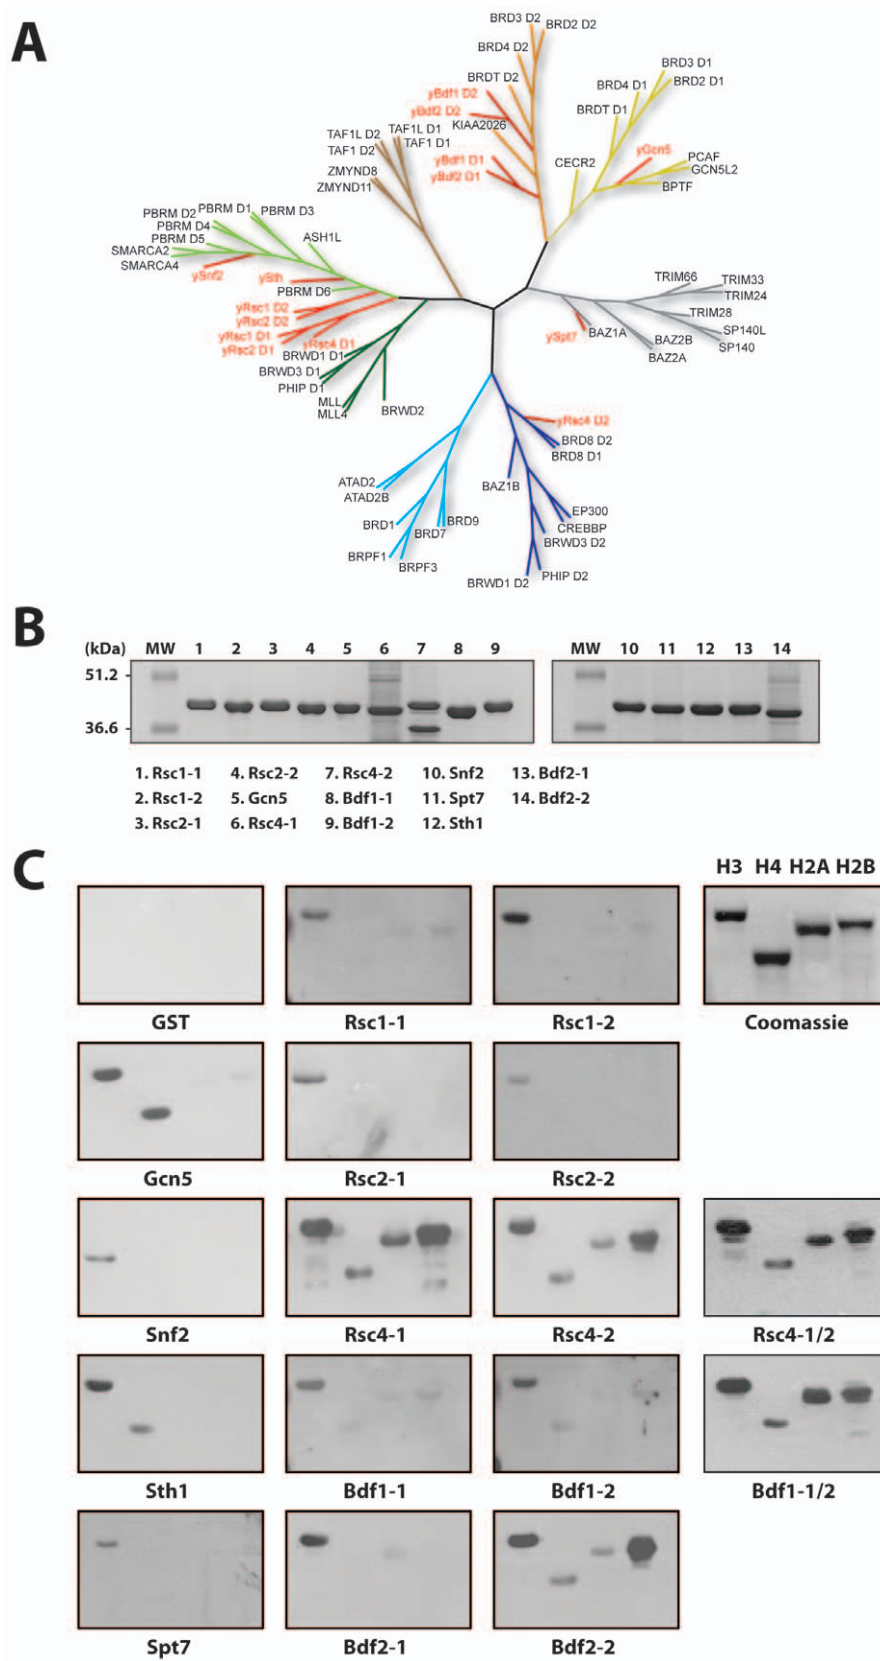 A
BRD3 D2
BRD2 D2
BRD4 D2
BRDT D2
yBdf1 D2
yBdf2 D2
KIAA2026
yBdf1 D1
yBdf2 D1
BRD3 D1
BRD2 D1
BRD4 D1
BRDT D1
yGcn5
CECR2
PCAF
GCN5L2
BPTF
TAF1L D2
TAF1 D2
TAF1L D1
TAF1 D1
ZMYND8
ZMYND11
PBRM D2
PBRM D1
PBRM D3
PBRM D4
PBRM D5
ASH1L
SMARCA2
SMARCA4
ySnf2
ySth
PBRM D6
yRsc1 D2
yRsc2 D2
yRsc1 D1
yRsc2 D1
yRsc4 D1
BRWD1 D1
BRWD3 D1
PHIP D1
MLL
MLL4
BRWD2
TRIM66
TRIM33
TRIM24
TRIM28
SP140L
SP140
ySpt7
BAZ1A
BAZ2B
BAZ2A
yRsc4 D2
BRD8 D2
BRD8 D1
BAZ1B
ATAD2
ATAD2B
BRD1
BRD7
BRD9
BRPF1
BRPF3
EP300
CREBBP
BRWD3 D2
BRWD1 D2
PHIP D2
B
(kDa) MW 1 2 3 4 5 6 7 8 9 MW 10 11 12 13 14
51.2 -
36.6 -
1. Rsc1-1 4. Rsc2-2 7. Rsc4-2 10. Snf2 13. Bdf2-1
2. Rsc1-2 5. Gcn5 8. Bdf1-1 11. Spt7 14. Bdf2-2
3. Rsc2-1 6. Rsc4-1 9. Bdf1-2 12. Sth1
C
H3 H4 H2A H2B
GST Rsc1-1 Rsc1-2 Coomassie
Gcn5 Rsc2-1 Rsc2-2
Snf2 Rsc4-1 Rsc4-2 Rsc4-1/2
Sth1 Bdf1-1 Bdf1-2 Bdf1-1/2
Spt7 Bdf2-1 Bdf2-2